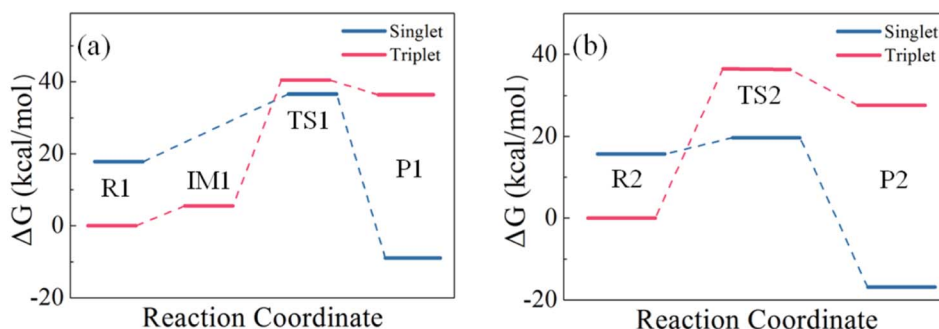 (a)
Singlet
Triplet
40
20
0
-20
ΔG (kcal/mol)
R1
IM1
TS1
P1
Reaction Coordinate
(b)
Singlet
Triplet
40
20
0
-20
ΔG (kcal/mol)
R2
TS2
P2
Reaction Coordinate